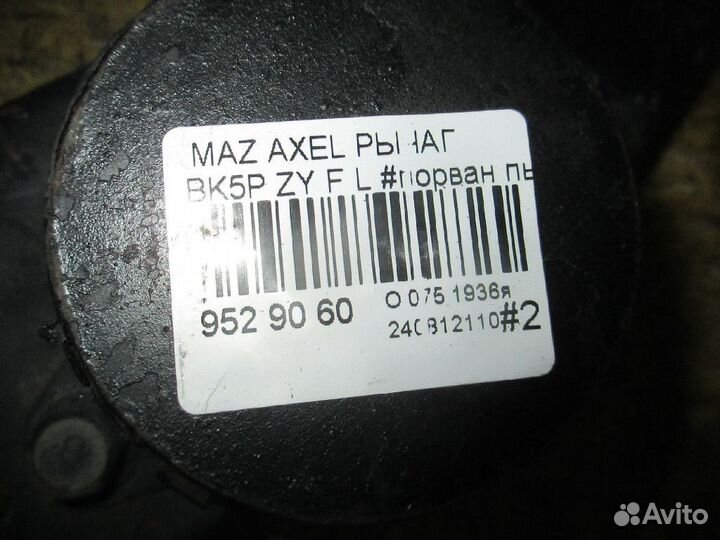 MAZ AXEL РЫЧАГ
BK5P ZY F L #порван пы
952 90 60
O 075 1936я
240812110#2
Avito